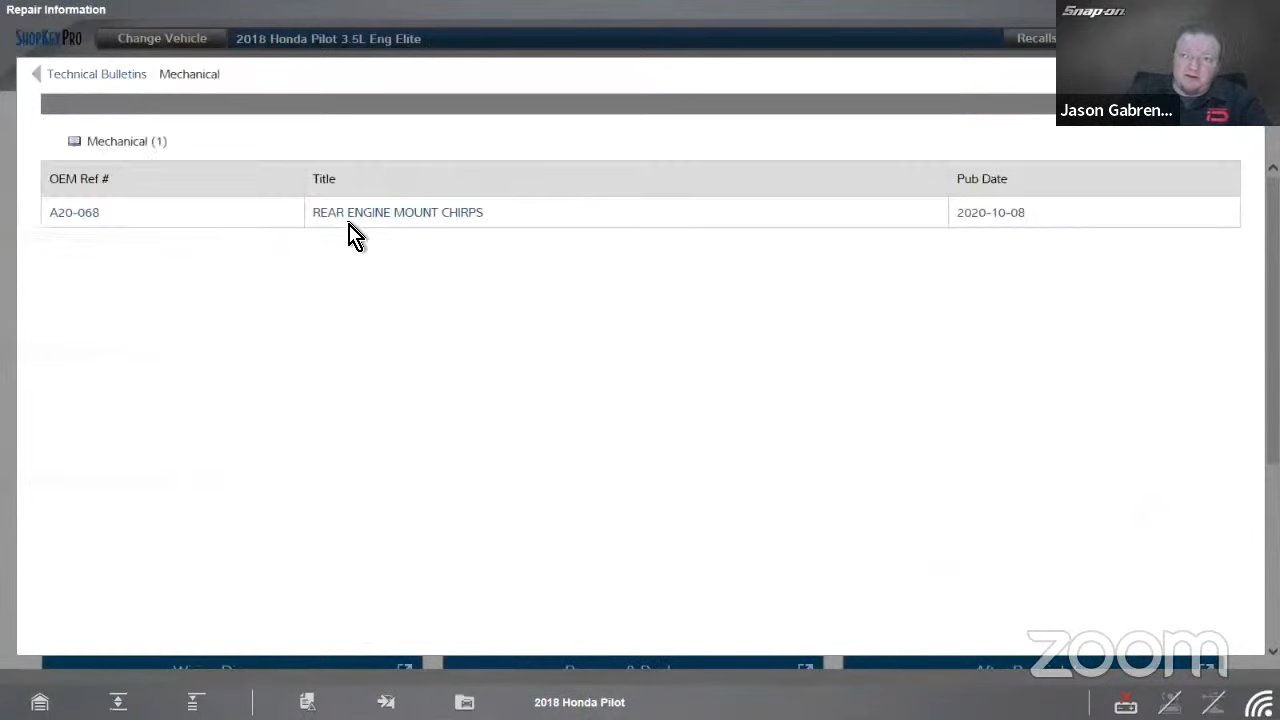 Repair Information
SHOPKEYPRO Change Vehicle 2018 Honda Pilot 3.5L Eng Elite Recalls
Snap-on
Technical Bulletins Mechanical
Jason Gabren...
Mechanical (1)
OEM Ref # Title Pub Date
A20-068 REAR ENGINE MOUNT CHIRPS 2020-10-08
zoom
2018 Honda Pilot